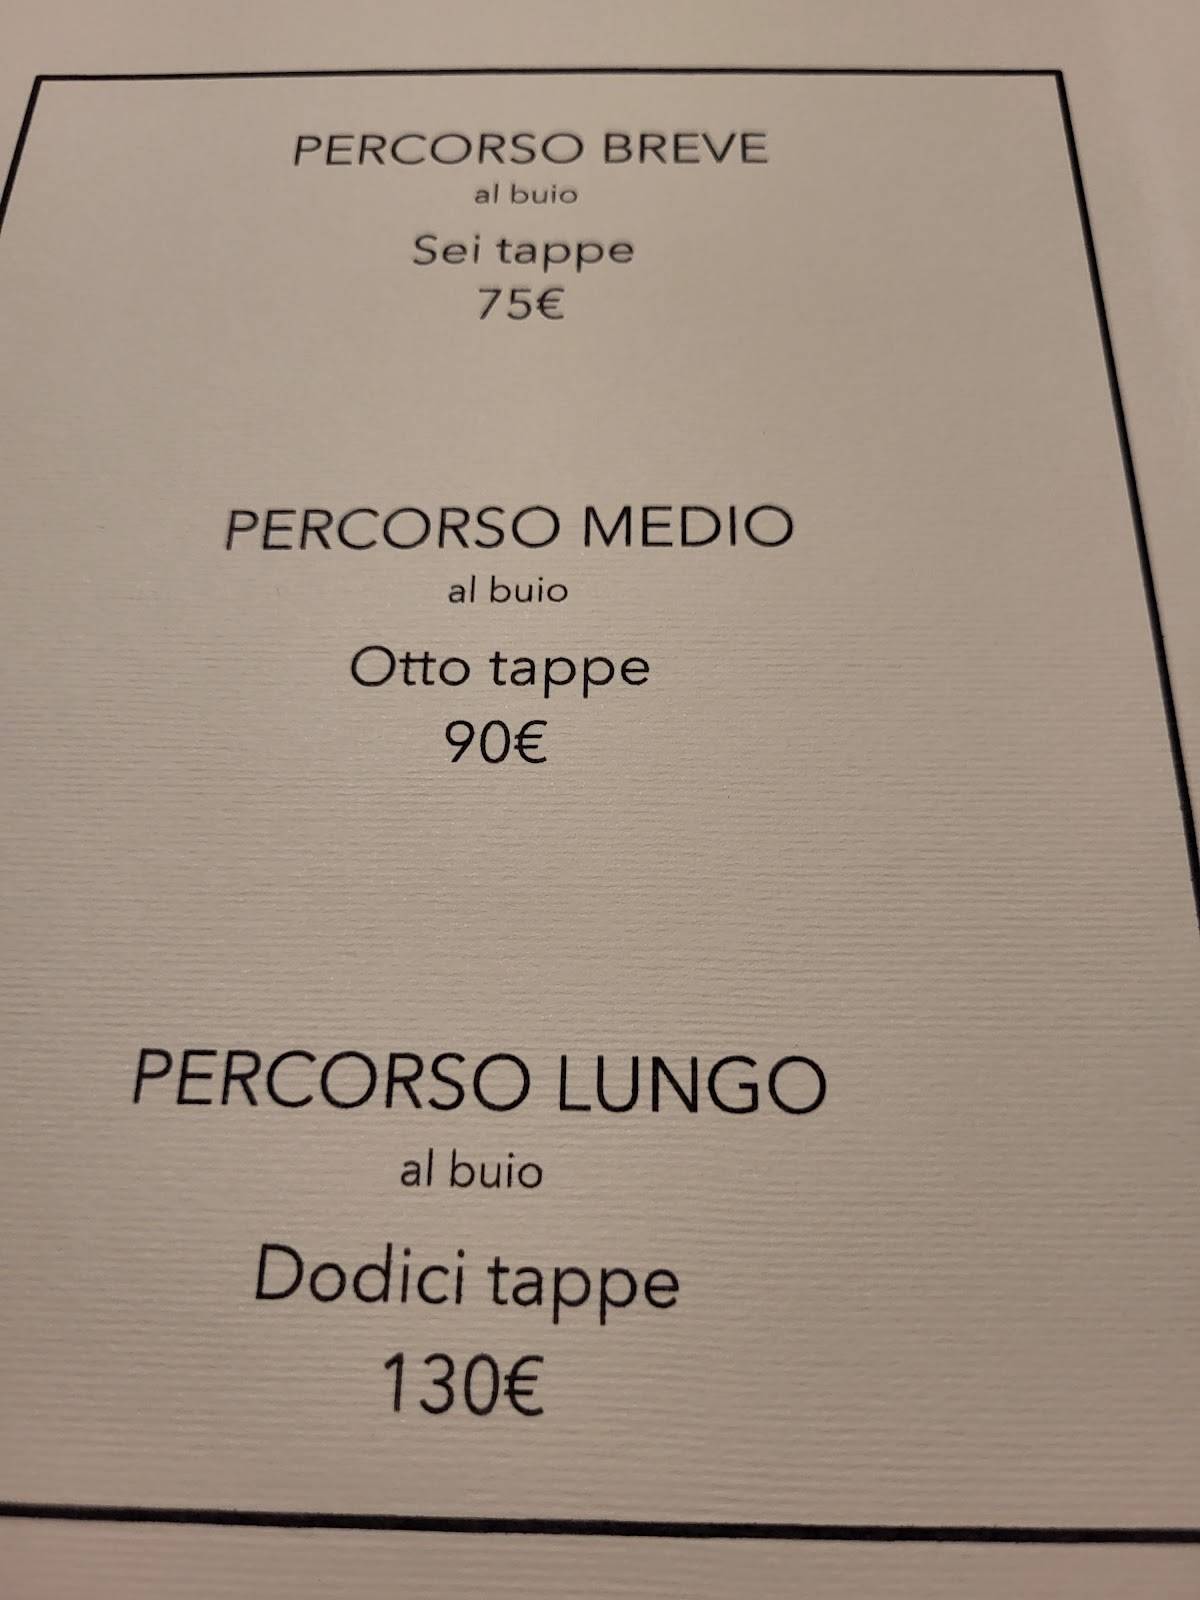 PERCORSO BREVE
al buio
Sei tappe
75€
PERCORSO MEDIO
al buio
Otto tappe
90€
PERCORSO LUNGO
al buio
Dodici tappe
130€